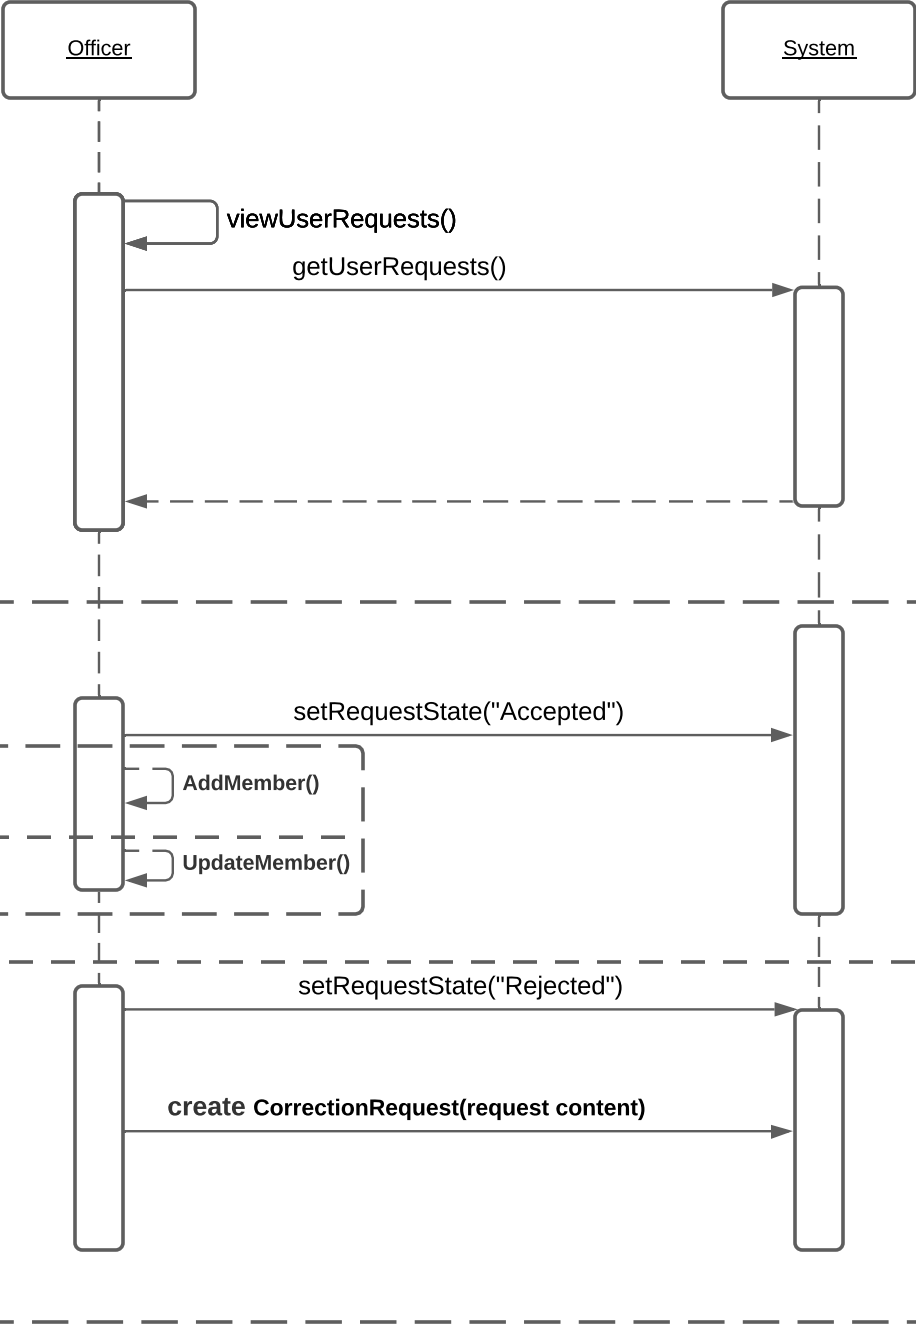 Officer
System
viewUserRequests()
getUserRequests()
setRequestState("Accepted")
AddMember()
UpdateMember()
setRequestState("Rejected")
create CorrectionRequest(request content)